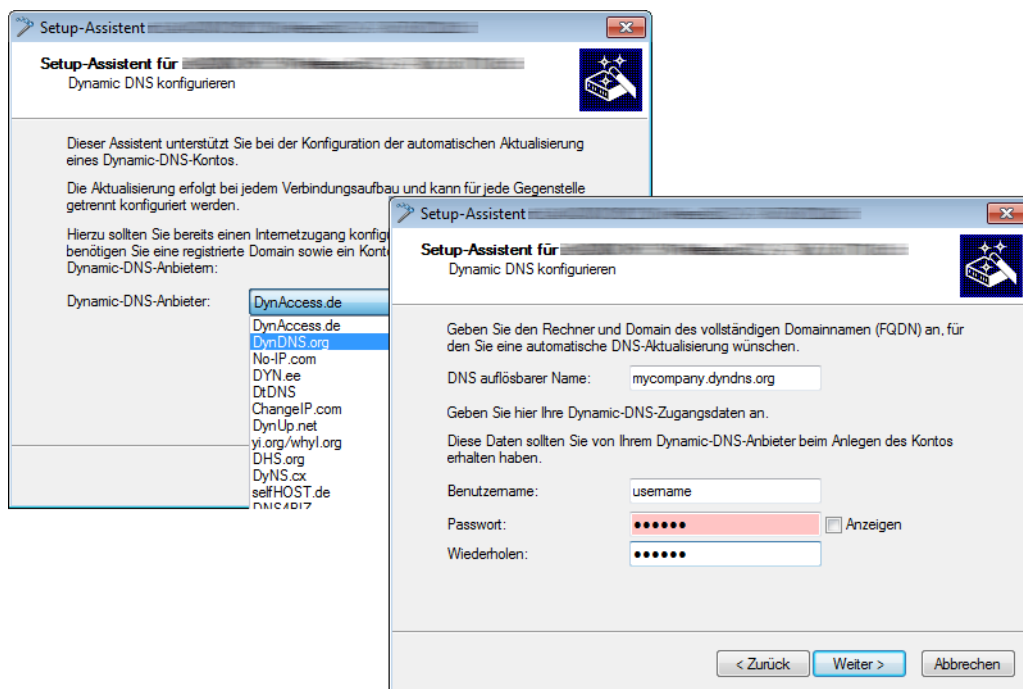 Setup-Assistent
Setup-Assistent für
Dynamic DNS konfigurieren
Dieser Assistent unterstützt Sie bei der Konfiguration der automatischen Aktualisierung
eines Dynamic-DNS-Kontos.
Die Aktualisierung erfolgt bei jedem Verbindungsaufbau und kann für jede Gegenstelle
getrennt konfiguriert werden.
Hierzu sollten Sie bereits einen Internetzugang konfigu
benötigen Sie eine registrierte Domain sowie ein Konto
Dynamic-DNS-Anbietern:
Dynamic-DNS-Anbieter:
DynAccess.de
DynAccess.de
DynDNS.org
No-IP.com
DYN.ee
DtDNS
ChangeIP.com
DynUp.net
yi.org/whyI.org
DHS.org
DyNS.cx
selfHOST.de
DNS4BIZ
Setup-Assistent
Setup-Assistent für
Dynamic DNS konfigurieren
Geben Sie den Rechner und Domain des vollständigen Domainnamen (FQDN) an, für
den Sie eine automatische DNS-Aktualisierung wünschen.
DNS auflösbarer Name: mycompany.dyndns.org
Geben Sie hier Ihre Dynamic-DNS-Zugangsdaten an.
Diese Daten sollten Sie von Ihrem Dynamic-DNS-Anbieter beim Anlegen des Kontos
erhalten haben.
Benutzername: username
Passwort: ●●●●●● Anzeigen
Wiederholen: ●●●●●●
< Zurück Weiter > Abbrechen